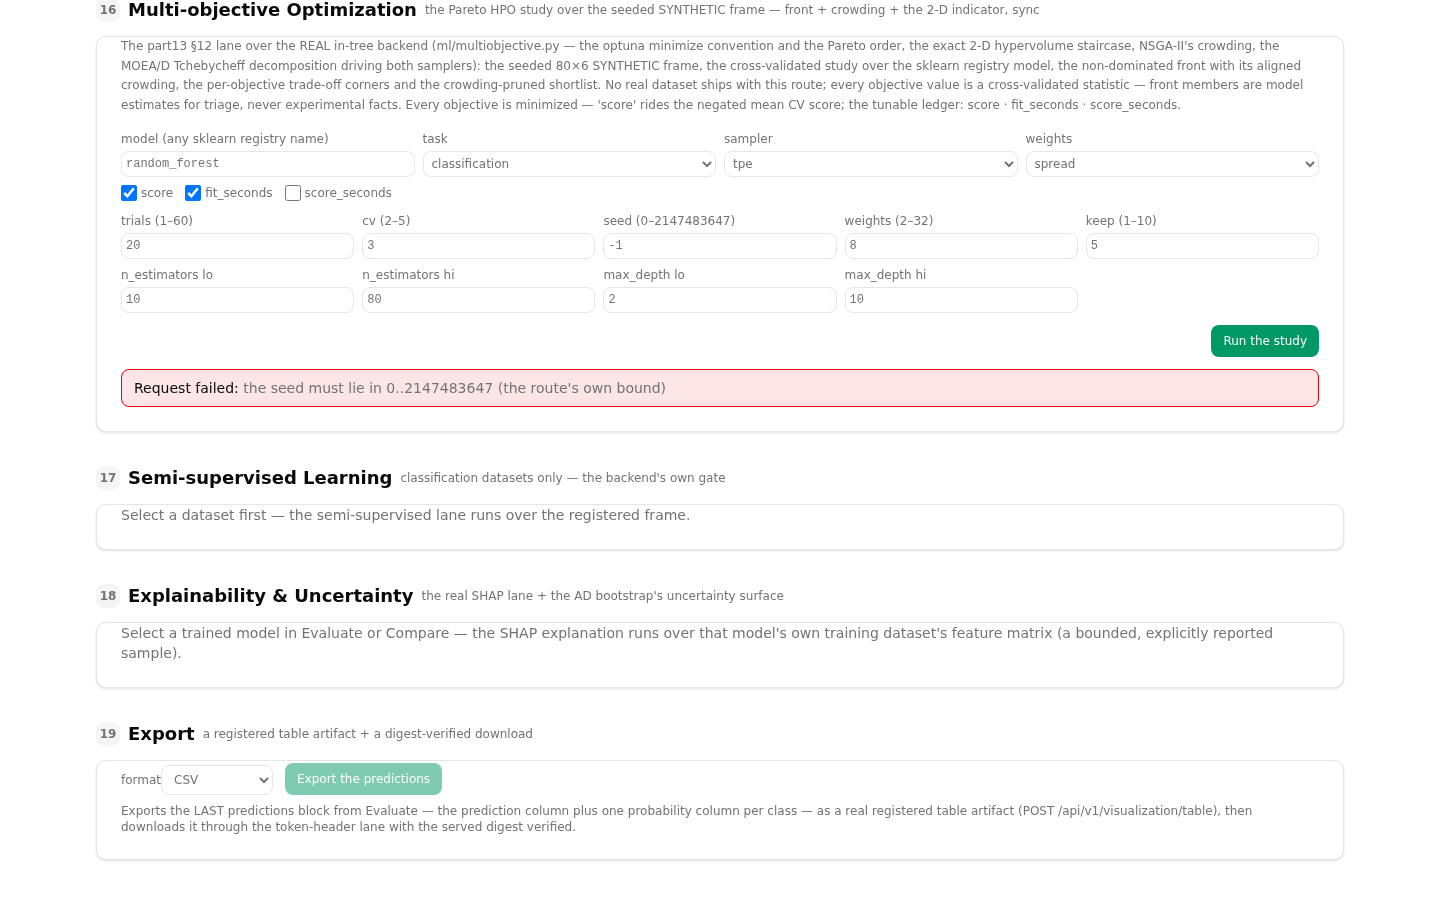 16 Multi-objective Optimization the Pareto HPO study over the seeded SYNTHETIC frame — front + crowding + the 2-D indicator, sync
The part13 §12 lane over the REAL in-tree backend (ml/multiobjective.py — the optuna minimize convention and the Pareto order, the exact 2-D hypervolume staircase, NSGA-II's crowding, the
MOEA/D Tchebycheff decomposition driving both samplers): the seeded 80×6 SYNTHETIC frame, the cross-validated study over the sklearn registry model, the non-dominated front with its aligned
crowding, the per-objective trade-off corners and the crowding-pruned shortlist. No real dataset ships with this route; every objective value is a cross-validated statistic — front members are model
estimates for triage, never experimental facts. Every objective is minimized — 'score' rides the negated mean CV score; the tunable ledger: score · fit_seconds · score_seconds.
model (any sklearn registry name) task sampler weights
random_forest classification tpe spread
score fit_seconds score_seconds
trials (1–60) cv (2–5) seed (0–2147483647) weights (2–32) keep (1–10)
20 3 -1 8 5
n_estimators lo n_estimators hi max_depth lo max_depth hi
10 80 2 10
Run the study
Request failed: the seed must lie in 0..2147483647 (the route's own bound)
17 Semi-supervised Learning classification datasets only — the backend's own gate
Select a dataset first — the semi-supervised lane runs over the registered frame.
18 Explainability & Uncertainty the real SHAP lane + the AD bootstrap's uncertainty surface
Select a trained model in Evaluate or Compare — the SHAP explanation runs over that model's own training dataset's feature matrix (a bounded, explicitly reported
sample).
19 Export a registered table artifact + a digest-verified download
format CSV Export the predictions
Exports the LAST predictions block from Evaluate — the prediction column plus one probability column per class — as a real registered table artifact (POST /api/v1/visualization/table), then
downloads it through the token-header lane with the served digest verified.